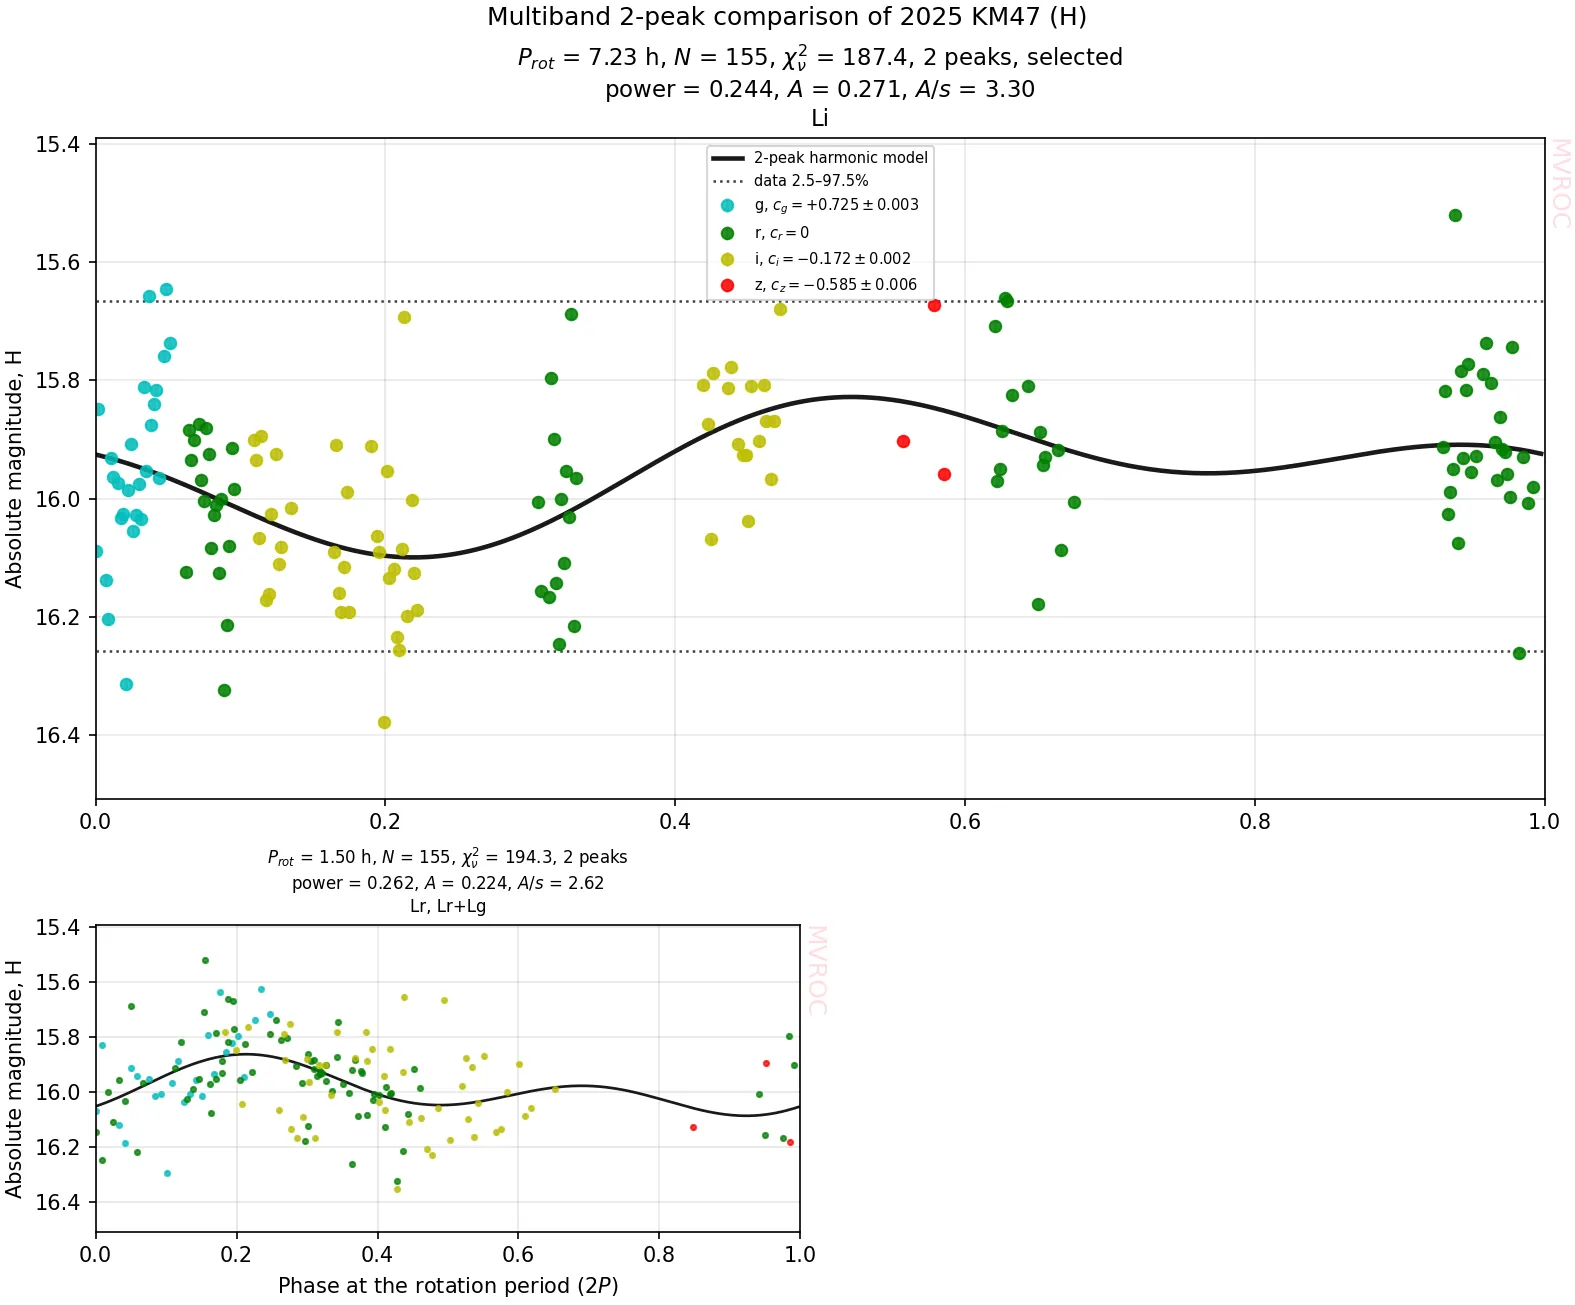 Multiband 2-peak comparison of 2025 KM47 (H)
P_rot = 7.23 h, N = 155, χ²_ν = 187.4, 2 peaks, selected
power = 0.244, A = 0.271, A/s = 3.30
Li
2-peak harmonic model
data 2.5–97.5%
g, c_g = +0.725 ± 0.003
r, c_r = 0
i, c_i = −0.172 ± 0.002
z, c_z = −0.585 ± 0.006
MVROC
Absolute magnitude, H
15.4
15.6
15.8
16.0
16.2
16.4
0.0 0.2 0.4 0.6 0.8 1.0
P_rot = 1.50 h, N = 155, χ²_ν = 194.3, 2 peaks
power = 0.262, A = 0.224, A/s = 2.62
Lr, Lr+Lg
MVROC
Absolute magnitude, H
15.4
15.6
15.8
16.0
16.2
16.4
0.0 0.2 0.4 0.6 0.8 1.0
Phase at the rotation period (2P)